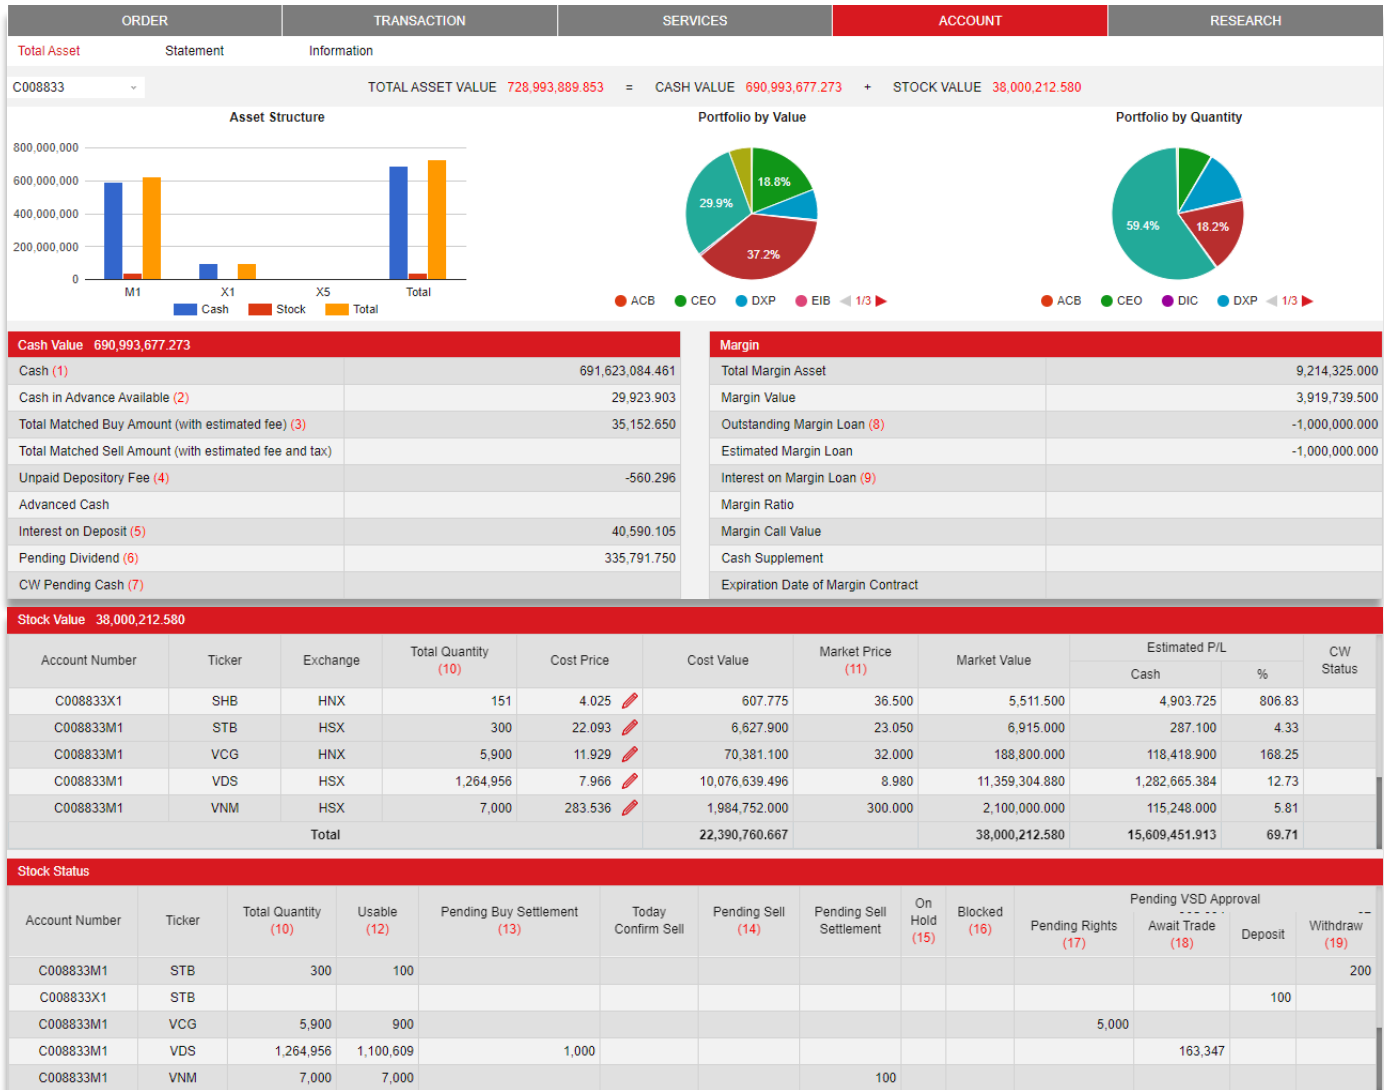 ORDER TRANSACTION SERVICES ACCOUNT RESEARCH
Total Asset Statement Information
C008833 TOTAL ASSET VALUE 728,993,889.853 = CASH VALUE 690,993,677.273 + STOCK VALUE 38,000,212.580
Asset Structure
800,000,000
600,000,000
400,000,000
200,000,000
0
M1 X1 X5 Total
Cash Stock Total
Portfolio by Value
18.8%
29.9%
37.2%
ACB CEO DXP EIB 1/3
Portfolio by Quantity
59.4%
18.2%
ACB CEO DIC DXP 1/3
Cash Value 690,993,677.273
Cash (1) 691,623,084.461
Cash in Advance Available (2) 29,923.903
Total Matched Buy Amount (with estimated fee) (3) 35,152.650
Total Matched Sell Amount (with estimated fee and tax)
Unpaid Depository Fee (4) -560.296
Advanced Cash
Interest on Deposit (5) 40,590.105
Pending Dividend (6) 335,791.750
CW Pending Cash (7)
Margin
Total Margin Asset 9,214,325.000
Margin Value 3,919,739.500
Outstanding Margin Loan (8) -1,000,000.000
Estimated Margin Loan -1,000,000.000
Interest on Margin Loan (9)
Margin Ratio
Margin Call Value
Cash Supplement
Expiration Date of Margin Contract
Stock Value 38,000,212.580
Account Number Ticker Exchange Total Quantity (10) Cost Price Cost Value Market Price (11) Market Value Estimated P/L CW Status
Cash %
C008833X1 SHB HNX 151 4.025 607.775 36.500 5,511.500 4,903.725 806.83
C008833M1 STB HSX 300 22.093 6,627.900 23.050 6,915.000 287.100 4.33
C008833M1 VCG HNX 5,900 11.929 70,381.100 32.000 188,800.000 118,418.900 168.25
C008833M1 VDS HSX 1,264,956 7.966 10,076,639.496 8.980 11,359,304.880 1,282,665.384 12.73
C008833M1 VNM HSX 7,000 283.536 1,984,752.000 300.000 2,100,000.000 115,248.000 5.81
Total 22,390,760.667 38,000,212.580 15,609,451.913 69.71
Stock Status
Account Number Ticker Total Quantity (10) Usable (12) Pending Buy Settlement (13) Today Confirm Sell Pending Sell (14) Pending Sell Settlement On Hold (15) Blocked (16) Pending VSD Approval
Pending Rights (17) Await Trade (18) Deposit Withdraw (19)
C008833M1 STB 300 100 200
C008833X1 STB 100
C008833M1 VCG 5,900 900 5,000
C008833M1 VDS 1,264,956 1,100,609 1,000 163,347
C008833M1 VNM 7,000 7,000 100